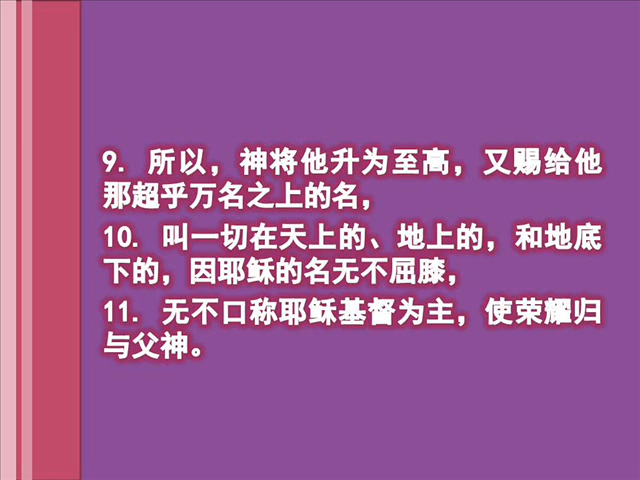 9. 所以，神将他升为至高，又赐给他
那超乎万名之上的名，
10. 叫一切在天上的、地上的，和地底
下的，因耶稣的名无不屈膝，
11. 无不口称耶稣基督为主，使荣耀归
与父神。